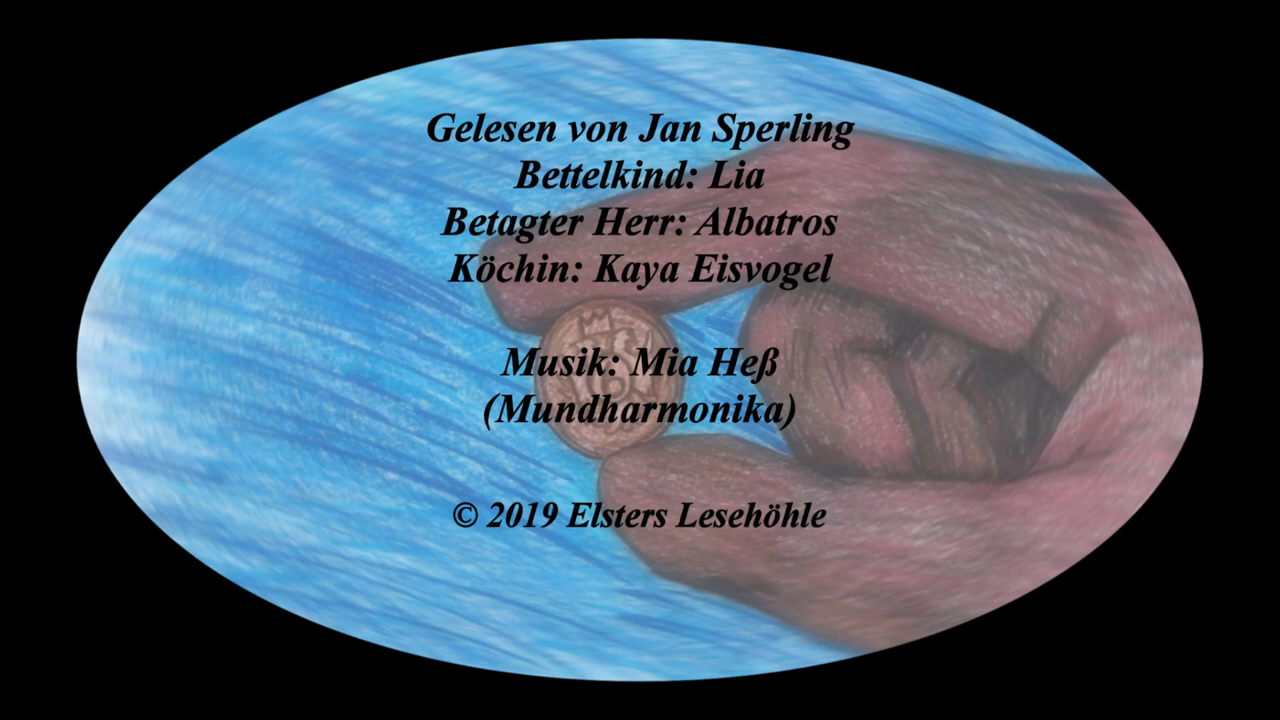 Gelesen von Jan Sperling
Bettelkind: Lia
Betagter Herr: Albatros
Köchin: Kaya Eisvogel
Musik: Mia Heß
(Mundharmonika)
© 2019 Elsters Lesehöhle